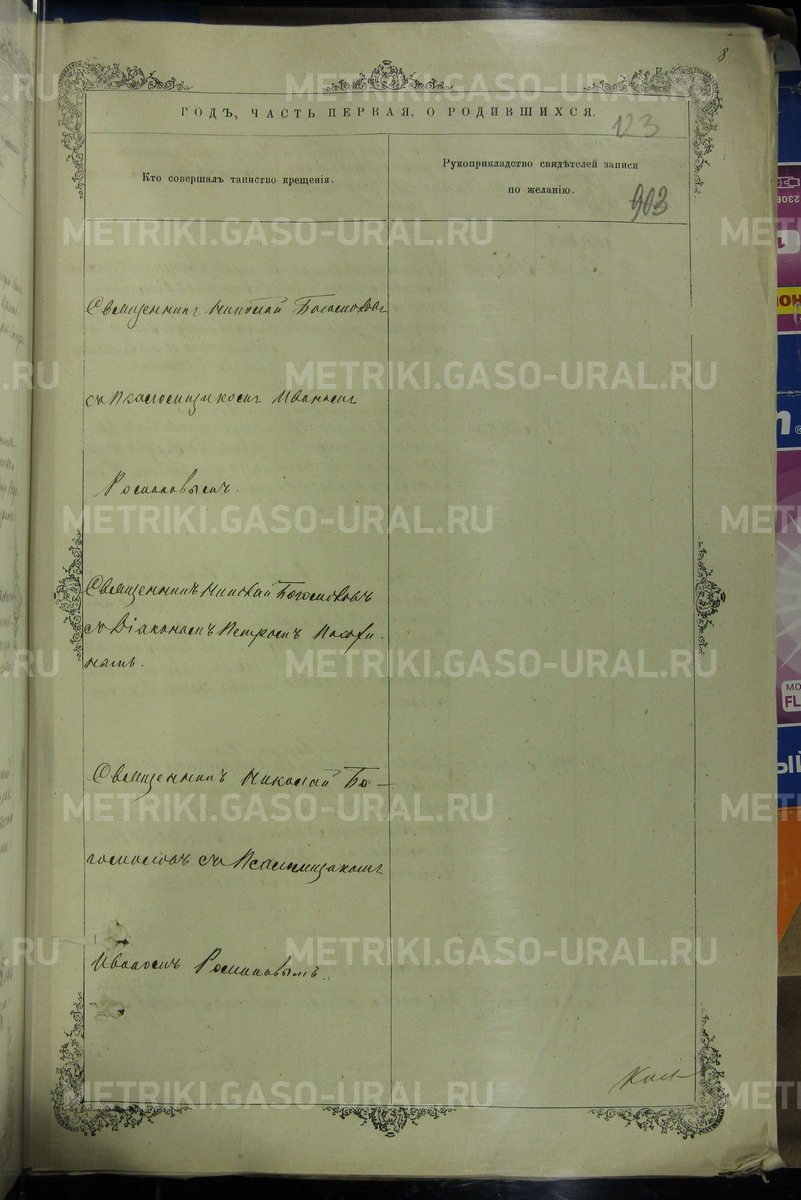 8
ГОДЪ, ЧАСТЬ ПЕРВАЯ, О РОДИВШИХСЯ.
123
Кто совершалъ таинство крещенія.
Рукоприкладство свидѣтелей записи
по желанію.
903
Священникъ Николай Богословъ
съ Псаломщикомъ Иваномъ
Романовымъ.
Священникъ Николай Богословъ
съ Діакономъ Петромъ
Священникъ Николай Бо-
гословъ съ Псаломщикомъ
Иваномъ Романовымъ.
METRIKI.GASO-URAL.RU